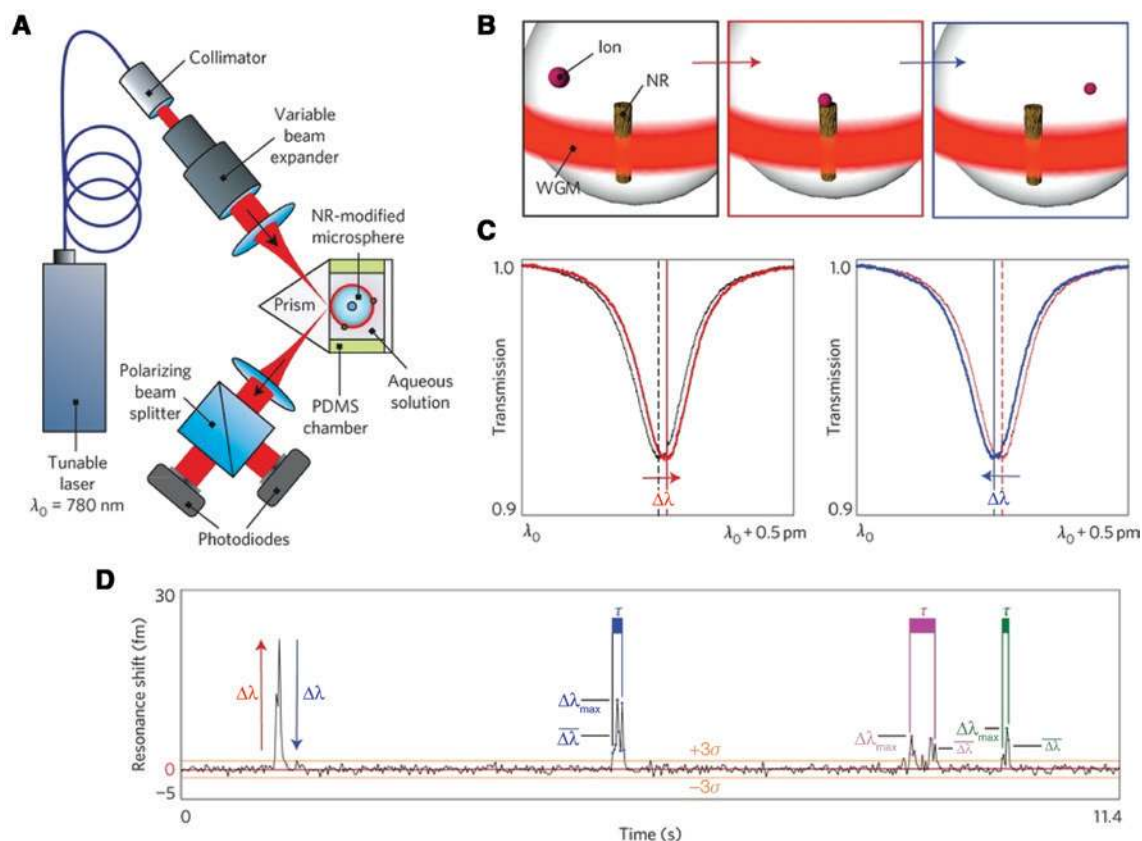 A
Collimator
Variable
beam
expander
NR-modified
microsphere
Prism
Polarizing
beam
splitter
PDMS
chamber
Aqueous
solution
Tunable
laser
λ₀ = 780 nm
Photodiodes
B
Ion
NR
WGM
C
1.0
Transmission
0.9
Δλ
λ₀
λ₀ + 0.5 pm
1.0
Transmission
0.9
Δλ
λ₀
λ₀ + 0.5 pm
D
30
Resonance shift (fm)
0
−5
Δλ
Δλ
τ
Δλmax
Δλ̅
+3σ
−3σ
τ
Δλmax
Δλ̅
τ
Δλmax
Δλ̅
0
Time (s)
11.4